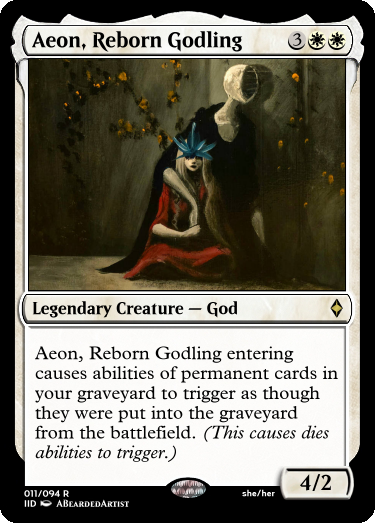 Aeon, Reborn Godling 3
Legendary Creature — God
Aeon, Reborn Godling entering
causes abilities of permanent cards in
your graveyard to trigger as though
they were put into the graveyard
from the battlefield. (This causes dies
abilities to trigger.)
4/2
011/094 R she/her
IID ABeardedArtist